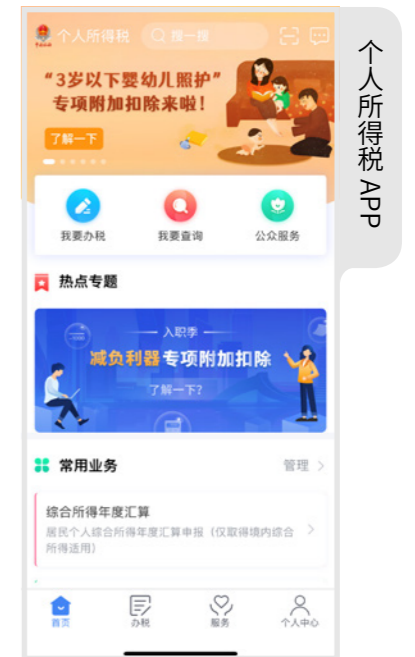 个人所得税
搜一搜
“3岁以下婴幼儿照护”
专项附加扣除来啦！
了解一下
我要办税
我要查询
公众服务
热点专题
入职季
减负利器专项附加扣除
了解一下?
常用业务
管理
综合所得年度汇算
居民个人综合所得年度汇算申报（仅取得境内综合
所得适用）
首页
办税
服务
个人中心
个人所得税 APP